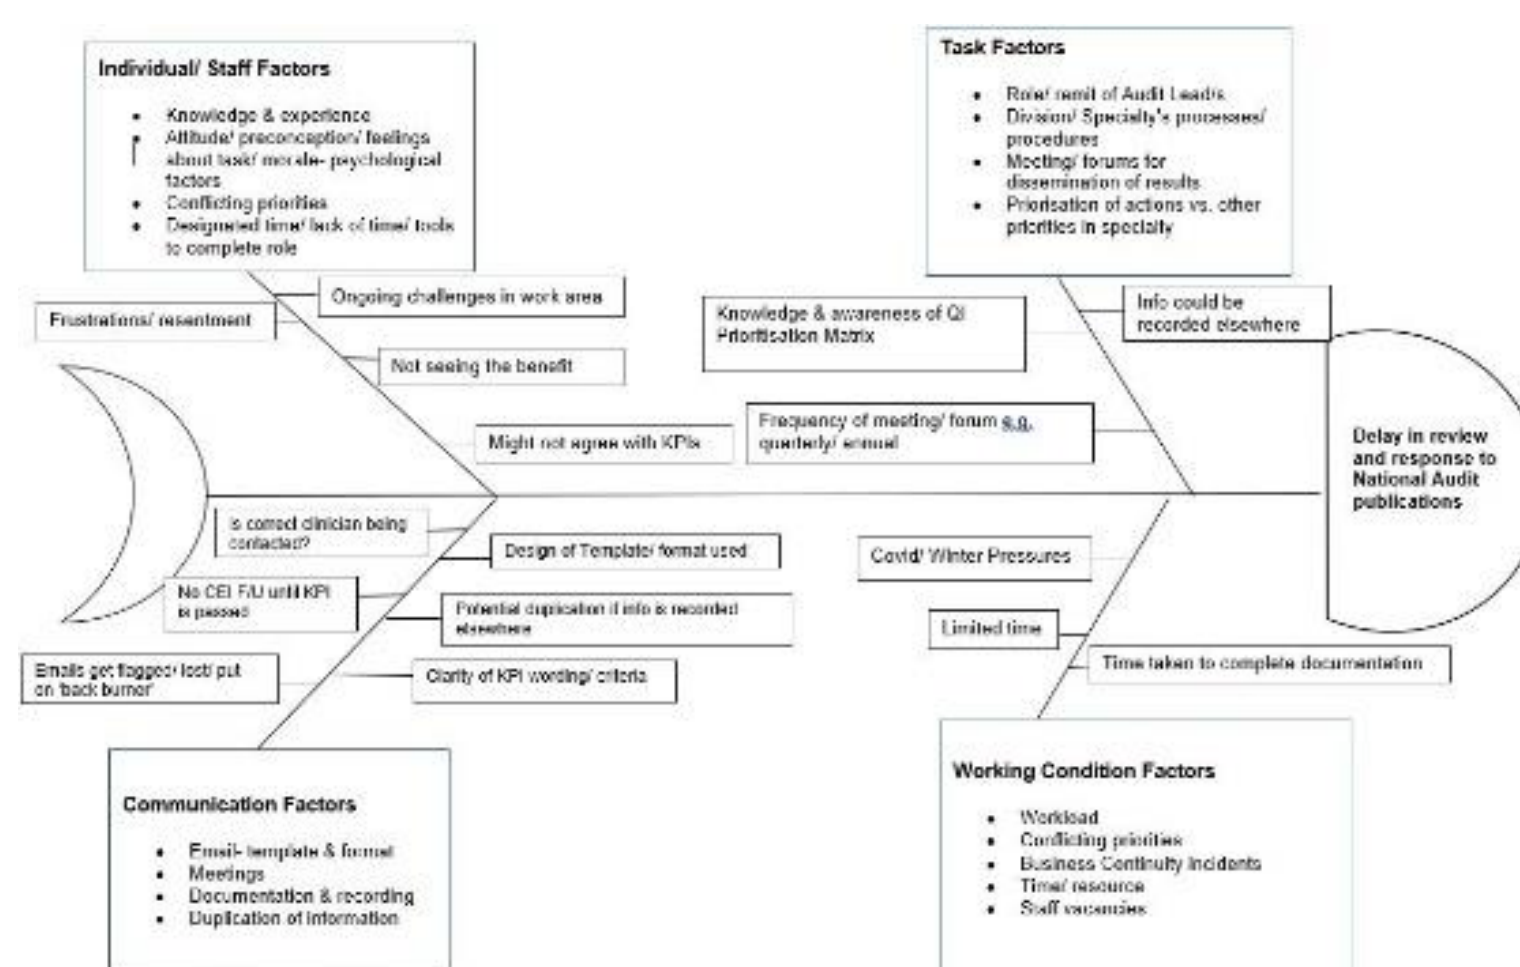 Individual/ Staff Factors
Knowledge & experience
Attitude/ preconception/ feelings
about task/ morale- psychological
factors
Conflicting priorities
Designated time/ lack of time/ tools
to complete role
Task Factors
Role/ remit of Audit Lead/s
Division/ Specialty's processes/
procedures
Meeting/ forums for
dissemination of results
Priorisation of actions vs. other
priorities in specialty
Ongoing challenges in work area
Frustrations/ resentment
Not seeing the benefit
Might not agree with KPIs
Knowledge & awareness of QI
Prioritisation Matrix
Info could be
recorded elsewhere
Frequency of meeting/ forum e.g.
quarterly/ annual
Delay in review
and response to
National Audit
publications
Is correct clinician being
contacted?
Design of Template/ format used
No CEI F/U until KPI
is passed
Potential duplication if info is recorded
elsewhere
Emails get flagged/ lost/ put
on 'back burner'
Clarity of KPI wording/ criteria
Covid/ Winter Pressures
Limited time
Time taken to complete documentation
Communication Factors
Email- template & format
Meetings
Documentation & recording
Duplication of information
Working Condition Factors
Workload
Conflicting priorities
Business Continuity Incidents
Time/ resource
Staff vacancies